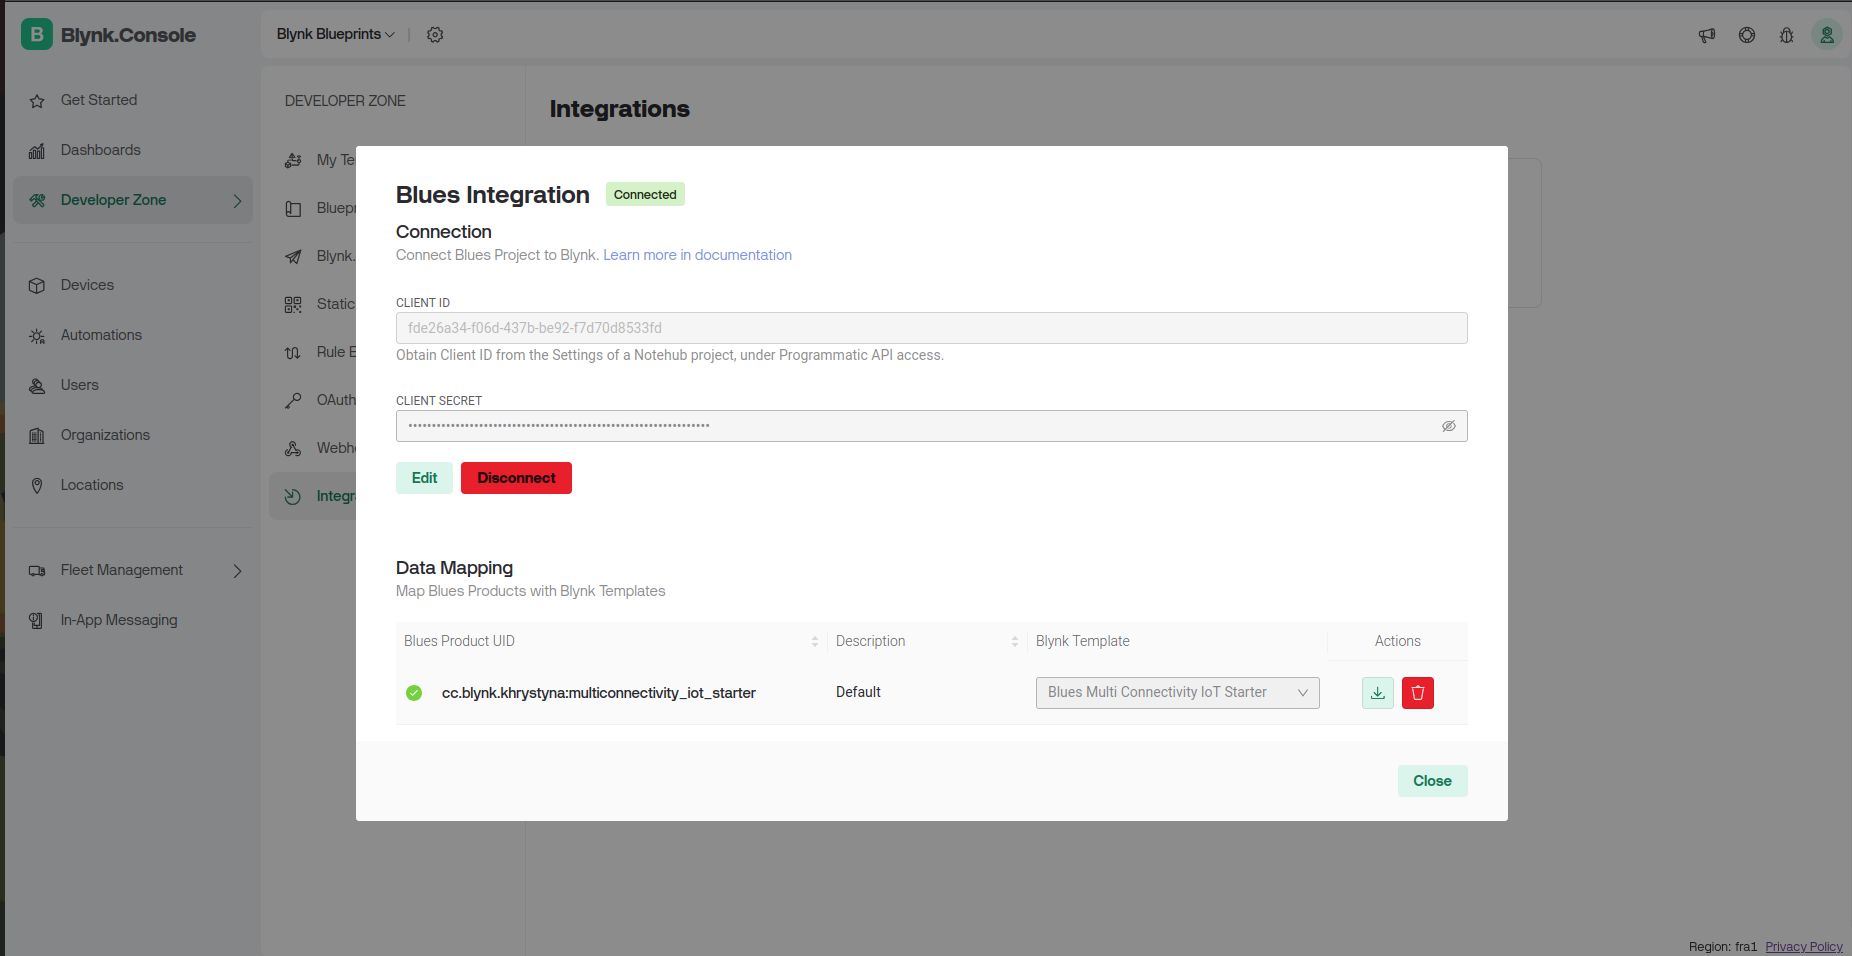 B Blynk.Console
Blynk Blueprints
Get Started
Dashboards
Developer Zone
Devices
Automations
Users
Organizations
Locations
Fleet Management
In-App Messaging
DEVELOPER ZONE
My Te
Bluepr
Blynk.
Static
Rule E
OAuth
Webh
Integr
Integrations
Blues Integration Connected
Connection
Connect Blues Project to Blynk. Learn more in documentation
CLIENT ID
fde26a34-f06d-437b-be92-f7d70d8533fd
Obtain Client ID from the Settings of a Notehub project, under Programmatic API access.
CLIENT SECRET
Edit Disconnect
Data Mapping
Map Blues Products with Blynk Templates
Blues Product UID Description Blynk Template Actions
cc.blynk.khrystyna:multiconnectivity_iot_starter Default Blues Multi Connectivity IoT Starter
Close
Region: fra1 Privacy Policy